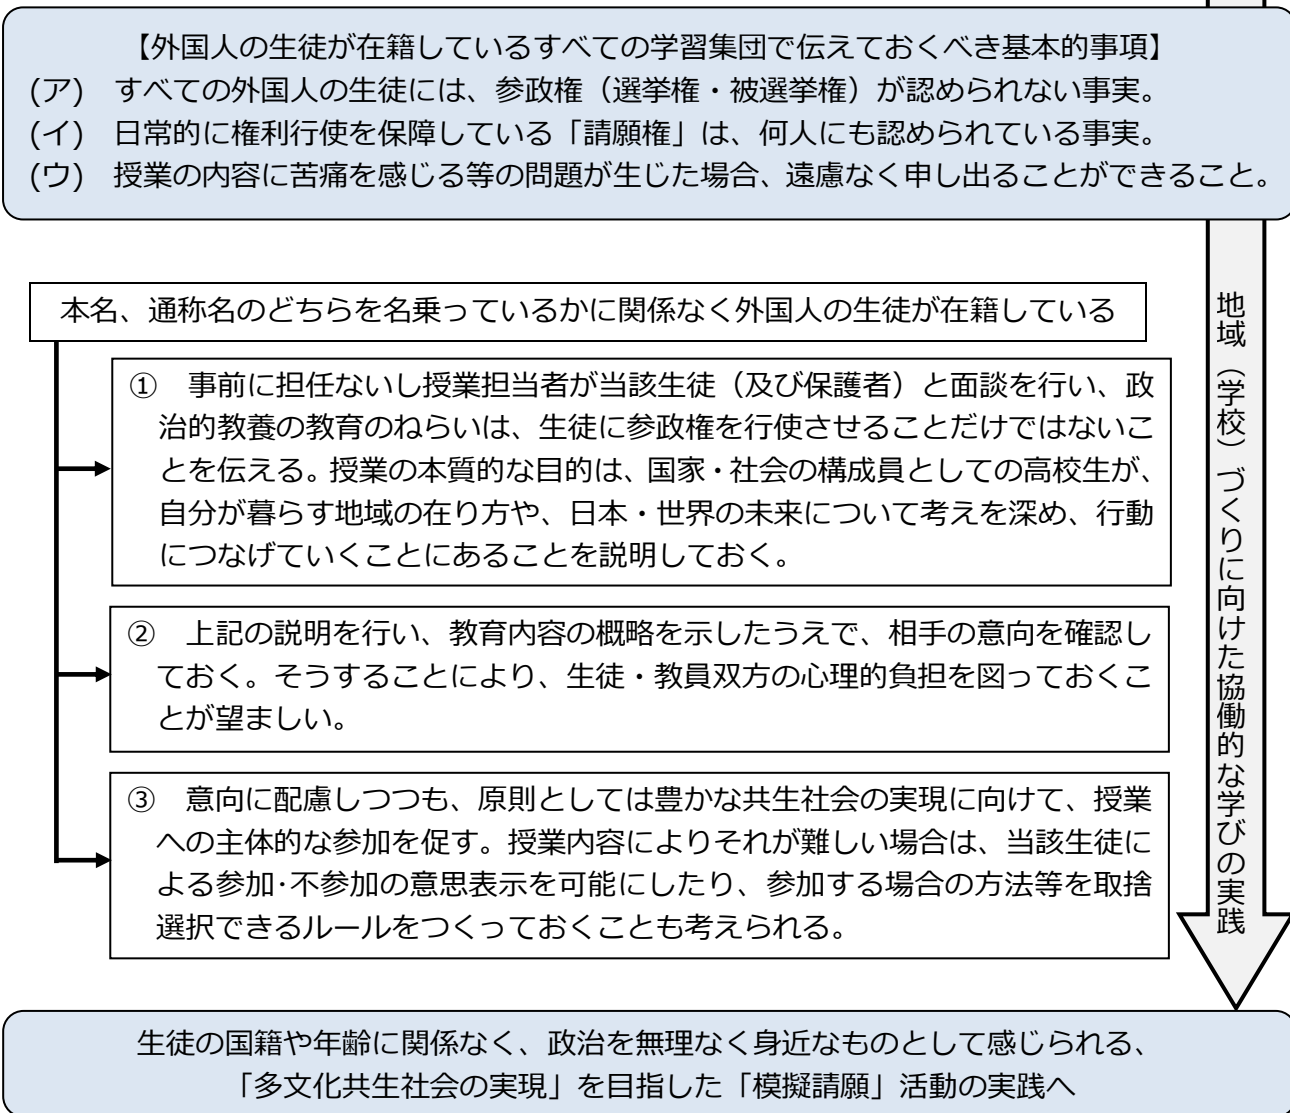 【外国人の生徒が在籍しているすべての学習集団で伝えておくべき基本的事項】
(ア) すべての外国人の生徒には、参政権（選挙権・被選挙権）が認められない事実。
(イ) 日常的に権利行使を保障している「請願権」は、何人にも認められている事実。
(ウ) 授業の内容に苦痛を感じる等の問題が生じた場合、遠慮なく申し出ることができること。
本名、通称名のどちらを名乗っているかに関係なく外国人の生徒が在籍している
① 事前に担任ないし授業担当者が当該生徒（及び保護者）と面談を行い、政
治的教養の教育のねらいは、生徒に参政権を行使させることだけではないこ
とを伝える。授業の本質的な目的は、国家・社会の構成員としての高校生が、
自分が暮らす地域の在り方や、日本・世界の未来について考えを深め、行動
につなげていくことにあることを説明しておく。
② 上記の説明を行い、教育内容の概略を示したうえで、相手の意向を確認し
ておく。そうすることにより、生徒・教員双方の心理的負担を図っておくこ
とが望ましい。
③ 意向に配慮しつつも、原則としては豊かな共生社会の実現に向けて、授業
への主体的な参加を促す。授業内容によりそれが難しい場合は、当該生徒に
よる参加･不参加の意思表示を可能にしたり、参加する場合の方法等を取捨
選択できるルールをつくっておくことも考えられる。
地域（学校）づくりに向けた協働的な学びの実践
生徒の国籍や年齢に関係なく、政治を無理なく身近なものとして感じられる、
「多文化共生社会の実現」を目指した「模擬請願」活動の実践へ